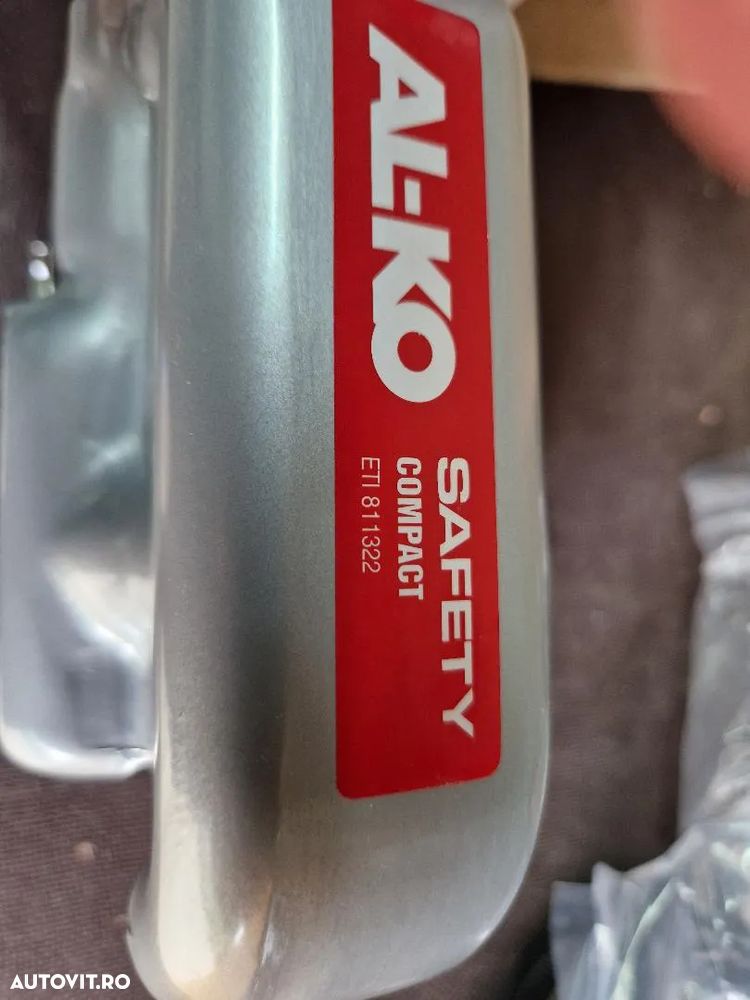 AL-KO
SAFETY
COMPACT
ETI 811322
AUTOVIT.RO